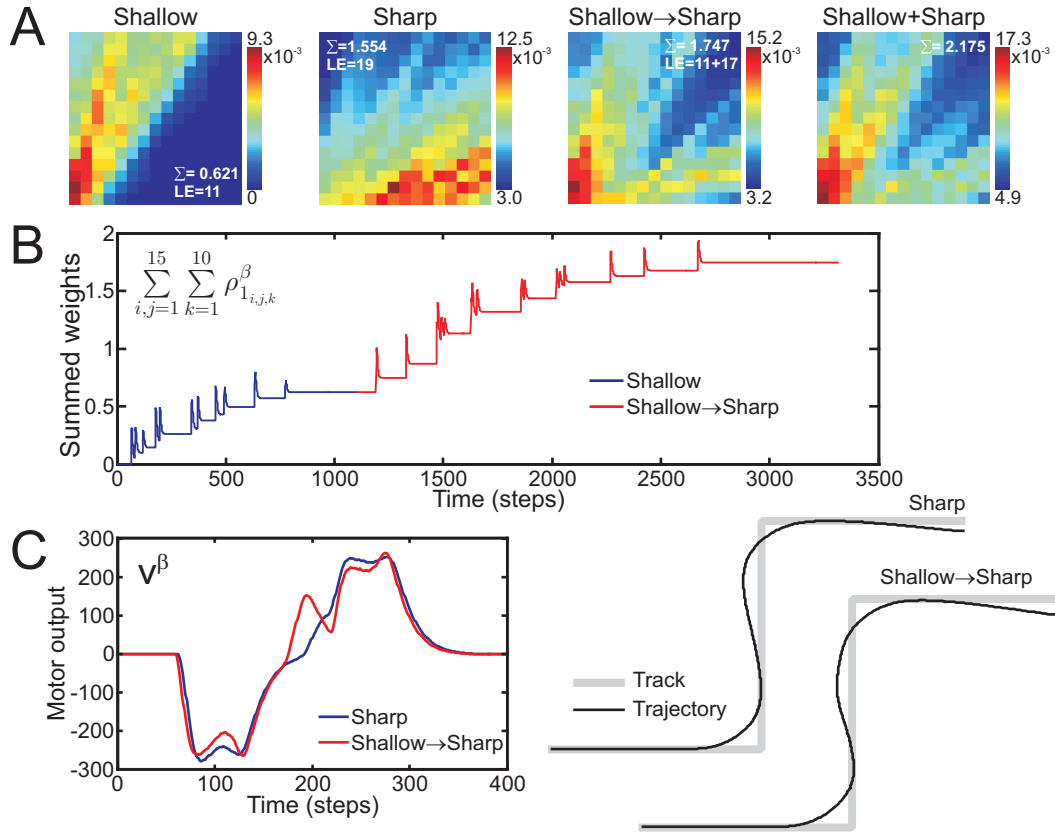 A
Shallow
Sharp
Shallow→Sharp
Shallow+Sharp
9.3
x10⁻³
Σ= 0.621
LE=11
0
Σ=1.554
LE=19
12.5
x10⁻³
3.0
Σ= 1.747
LE=11+17
15.2
x10⁻³
3.2
Σ= 2.175
17.3
x10⁻³
4.9
B
Summed weights
2
1.5
1
0.5
0
15 10
∑ ∑ ρ^β_{1_{i,j,k}}
i,j=1 k=1
Shallow
Shallow→Sharp
0 500 1000 1500 2000 2500 3000 3500
Time (steps)
C
Motor output
300
200
100
0
-100
-200
-300
v^β
Sharp
Shallow→Sharp
0 100 200 300 400
Time (steps)
Sharp
Shallow→Sharp
Track
Trajectory